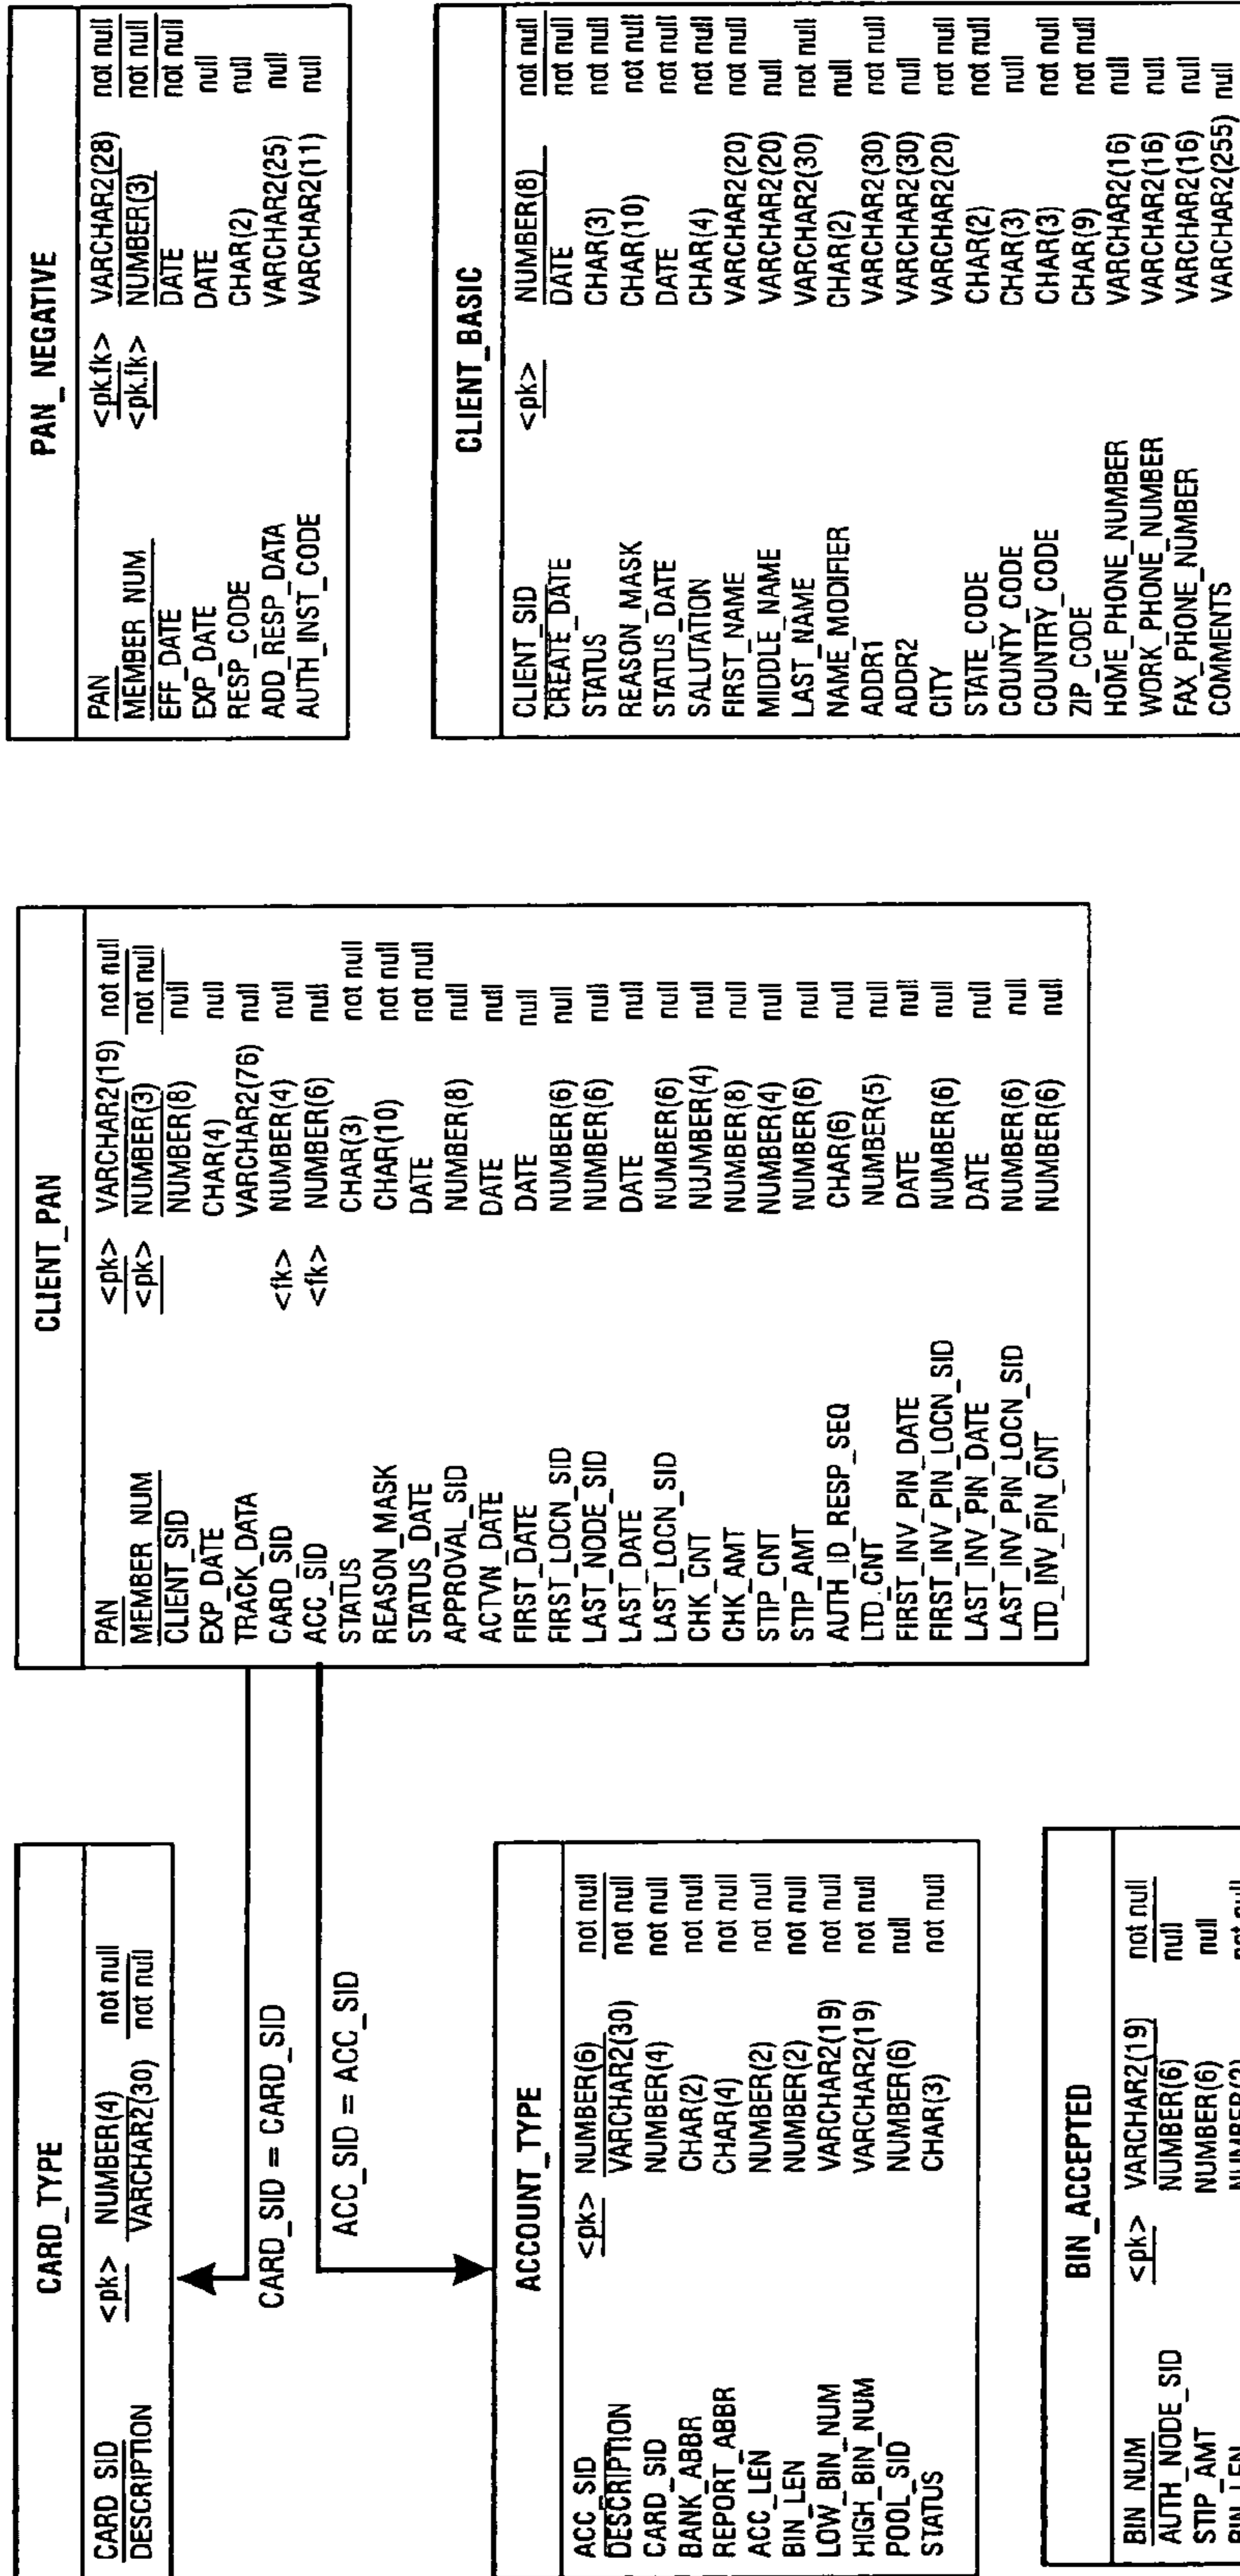 CARD_TYPE
CARD_SID <pk> NUMBER(4) not null
DESCRIPTION VARCHAR2(30) not null
CARD_SID = CARD_SID
ACC_SID = ACC_SID
ACCOUNT_TYPE
ACC_SID <pk> NUMBER(6) not null
DESCRIPTION VARCHAR2(30) not null
CARD_SID NUMBER(4) not null
BANK_ABBR CHAR(2) not null
REPORT_ABBR CHAR(4) not null
ACC_LEN NUMBER(2) not null
BIN_LEN NUMBER(2) not null
LOW_BIN_NUM VARCHAR2(19) not null
HIGH_BIN_NUM VARCHAR2(19) not null
POOL_SID NUMBER(6) null
STATUS CHAR(3) not null
BIN_ACCEPTED
BIN_NUM <pk> VARCHAR2(19) not null
AUTH_NODE_SID NUMBER(6) null
STIP_AMT NUMBER(6) null
BIN_LEN NUMBER(2) not null
CLIENT_PAN
PAN <pk> VARCHAR2(19) not null
MEMBER_NUM <pk> NUMBER(3) not null
CLIENT_SID NUMBER(8) null
EXP_DATE CHAR(4) null
TRACK_DATA VARCHAR2(76) null
CARD_SID <fk> NUMBER(4) null
ACC_SID <fk> NUMBER(6) null
STATUS CHAR(3) not null
REASON_MASK CHAR(10) not null
STATUS_DATE DATE not null
APPROVAL_SID NUMBER(8) null
ACTVN_DATE DATE null
FIRST_DATE DATE null
FIRST_LOCN_SID NUMBER(6) null
LAST_NODE_SID NUMBER(6) null
LAST_DATE DATE null
LAST_LOCN_SID NUMBER(6) null
CHK_CNT NUJMBER(4) null
CHK_AMT NUMBER(8) null
STIP_CNT NUMBER(4) null
STIP_AMT NUMBER(6) null
AUTH_ID_RESP_SEQ CHAR(6) null
LTD_CNT NUMBER(5) null
FIRST_INV_PIN_DATE DATE null
FIRST_INV_PIN_LOCN_SID NUMBER(6) null
LAST_INV_PIN_DATE DATE null
LAST_INV_PIN_LOCN_SID NUMBER(6) null
LTD_INV_PIN_CNT NUMBER(6) null
PAN_NEGATIVE
PAN <pk.fk> VARCHAR2(28) not null
MEMBER_NUM <pk.fk> NUMBER(3) not null
EFF_DATE DATE not null
EXP_DATE DATE null
RESP_CODE CHAR(2) null
ADD_RESP_DATA VARCHAR2(25) null
AUTH_INST_CODE VARCHAR2(11) null
CLIENT_BASIC
CLIENT_SID <pk> NUMBER(8) not null
CREATE_DATE DATE not null
STATUS CHAR(3) not null
REASON_MASK CHAR(10) not null
STATUS_DATE DATE not null
SALUTATION CHAR(4) not null
FIRST_NAME VARCHAR2(20) not null
MIDDLE_NAME VARCHAR2(20) null
LAST_NAME VARCHAR2(30) not null
NAME_MODIFIER CHAR(2) null
ADDR1 VARCHAR2(30) not null
ADDR2 VARCHAR2(30) null
CITY VARCHAR2(20) not null
STATE_CODE CHAR(2) not null
COUNTY_CODE CHAR(3) null
COUNTRY_CODE CHAR(3) not null
ZIP_CODE CHAR(9) not null
HOME_PHONE_NUMBER VARCHAR2(16) null
WORK_PHONE_NUMBER VARCHAR2(16) null
FAX_PHONE_NUMBER VARCHAR2(16) null
COMMENTS VARCHAR2(255) null